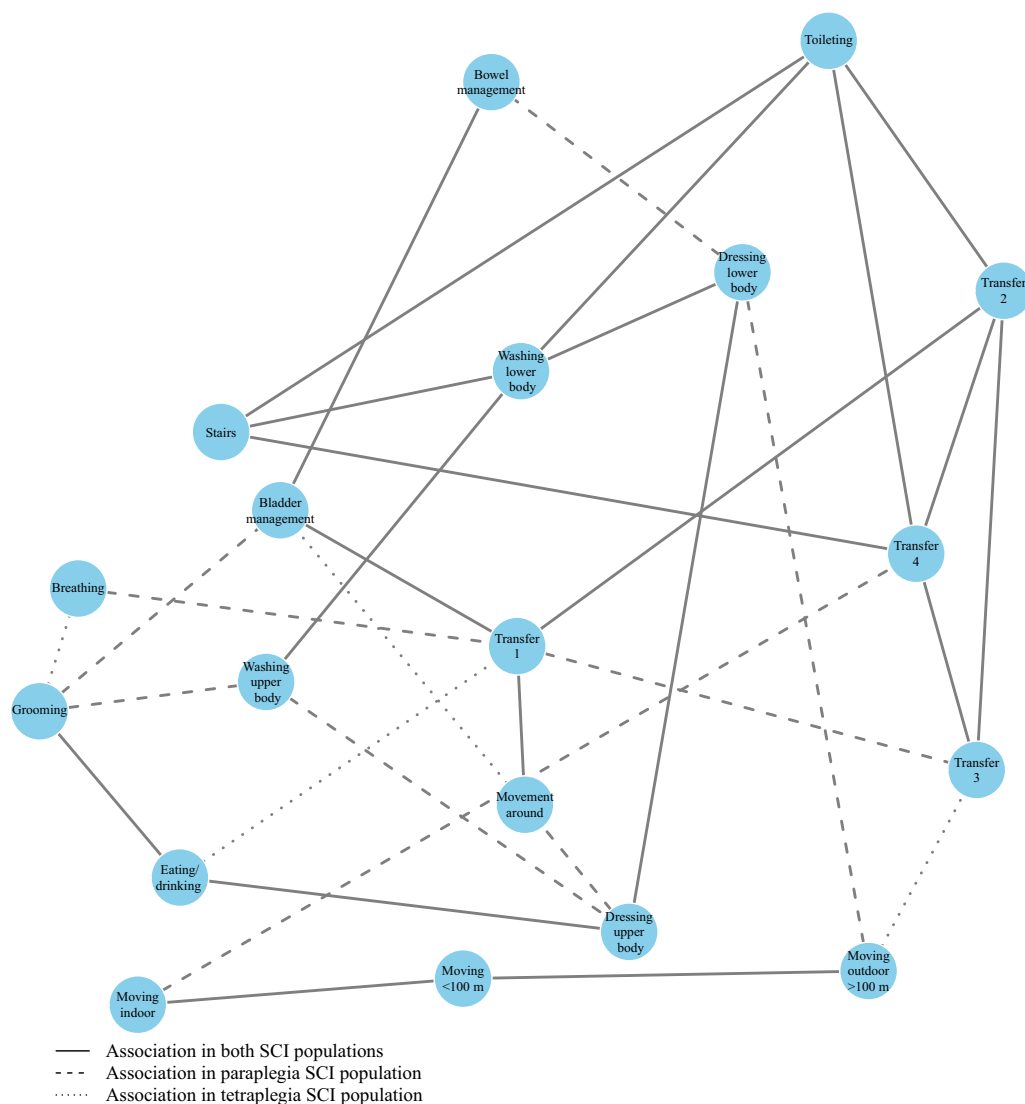 Toileting
Bowel
management
Dressing
lower
body
Transfer
2
Washing
lower
body
Stairs
Bladder
management
Transfer
4
Breathing
Transfer
1
Washing
upper
body
Grooming
Transfer
3
Movement
around
Eating/
drinking
Dressing
upper
body
Moving
outdoor
>100 m
Moving
<100 m
Moving
indoor
Association in both SCI populations
Association in paraplegia SCI population
Association in tetraplegia SCI population